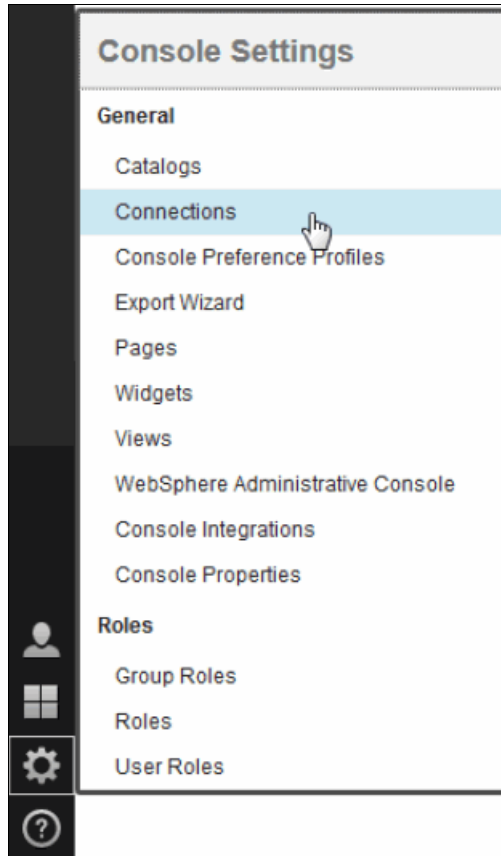 Console Settings
General
Catalogs
Connections
Console Preference Profiles
Export Wizard
Pages
Widgets
Views
WebSphere Administrative Console
Console Integrations
Console Properties
Roles
Group Roles
Roles
User Roles
?